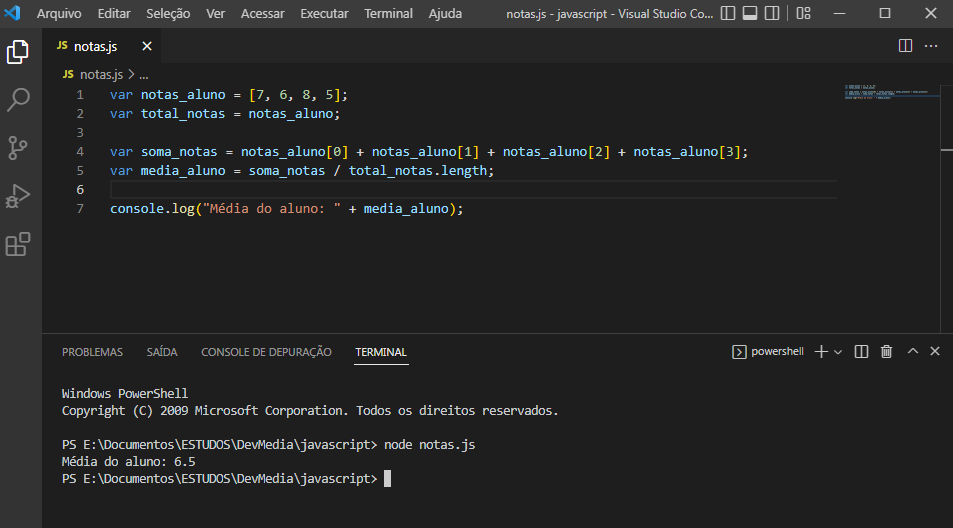 Arquivo Editar Seleção Ver Acessar Executar Terminal Ajuda notas.js - javascript - Visual Studio Co...
JS notas.js
JS notas.js > ...
1 var notas_aluno = [7, 6, 8, 5];
2 var total_notas = notas_aluno;
3
4 var soma_notas = notas_aluno[0] + notas_aluno[1] + notas_aluno[2] + notas_aluno[3];
5 var media_aluno = soma_notas / total_notas.length;
6
7 console.log("Média do aluno: " + media_aluno);
PROBLEMAS SAÍDA CONSOLE DE DEPURAÇÃO TERMINAL powershell
Windows PowerShell
Copyright (C) 2009 Microsoft Corporation. Todos os direitos reservados.
PS E:\Documentos\ESTUDOS\DevMedia\javascript> node notas.js
Média do aluno: 6.5
PS E:\Documentos\ESTUDOS\DevMedia\javascript>